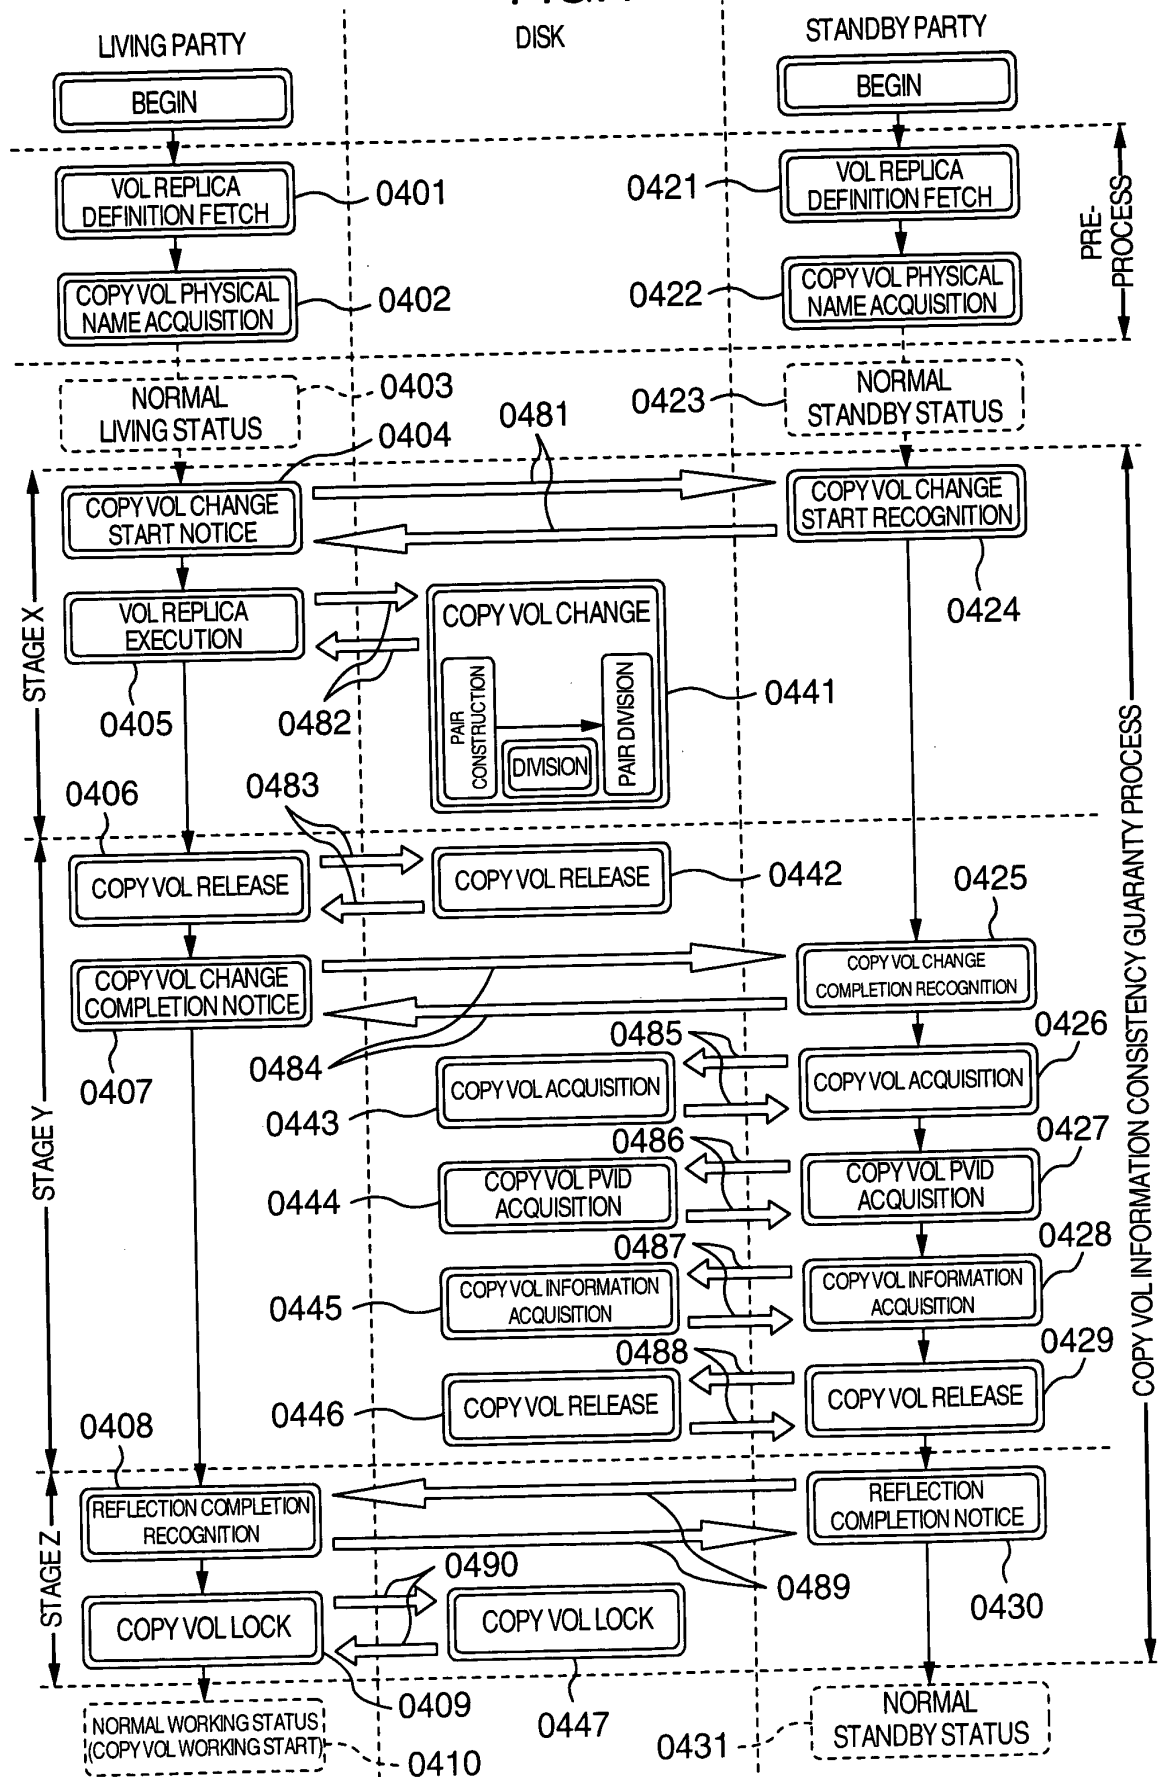 LIVING PARTY
DISK
STANDBY PARTY
BEGIN
BEGIN
VOL REPLICA
DEFINITION FETCH
0401
0421
VOL REPLICA
DEFINITION FETCH
PRE-
PROCESS
COPY VOL PHYSICAL
NAME ACQUISITION
0402
0422
COPY VOL PHYSICAL
NAME ACQUISITION
NORMAL
LIVING STATUS
0403
0423
NORMAL
STANDBY STATUS
0404
0481
STAGE X
COPY VOL CHANGE
START NOTICE
COPY VOL CHANGE
START RECOGNITION
0424
VOL REPLICA
EXECUTION
0405
0482
COPY VOL CHANGE
PAIR
CONSTRUCTION
DIVISION
PAIR DIVISION
0441
COPY VOL INFORMATION CONSISTENCY GUARANTY PROCESS
0406
0483
STAGE Y
COPY VOL RELEASE
COPY VOL RELEASE
0442
0425
COPY VOL CHANGE
COMPLETION NOTICE
COPY VOL CHANGE
COMPLETION RECOGNITION
0407
0484
0485
0426
0443
COPY VOL ACQUISITION
COPY VOL ACQUISITION
0486
0427
0444
COPY VOL PVID
ACQUISITION
COPY VOL PVID
ACQUISITION
0487
0428
0445
COPY VOL INFORMATION
ACQUISITION
COPY VOL INFORMATION
ACQUISITION
0488
0429
0446
COPY VOL RELEASE
COPY VOL RELEASE
0408
STAGE Z
REFLECTION COMPLETION
RECOGNITION
REFLECTION
COMPLETION NOTICE
0490
0489
0430
COPY VOL LOCK
COPY VOL LOCK
0409
0447
NORMAL WORKING STATUS
(COPY VOL WORKING START)
0410
0431
NORMAL
STANDBY STATUS